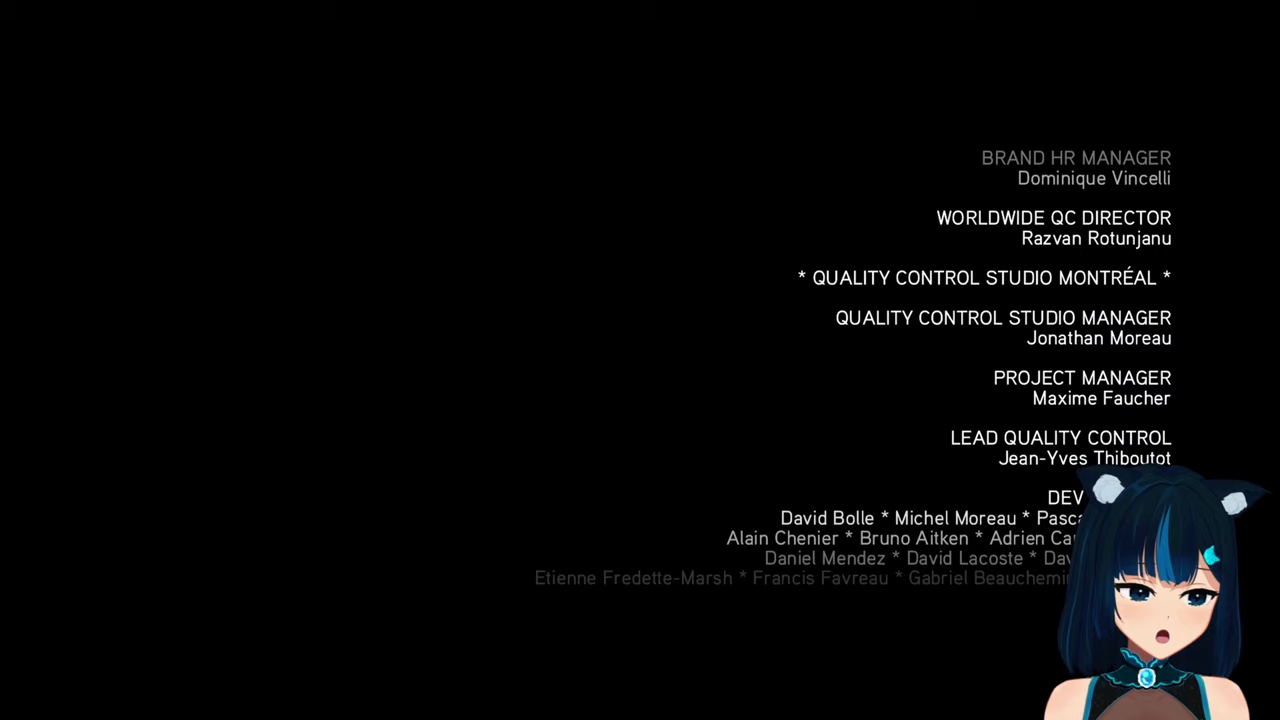 BRAND HR MANAGER
Dominique Vincelli
WORLDWIDE QC DIRECTOR
Razvan Rotunjanu
* QUALITY CONTROL STUDIO MONTRÉAL *
QUALITY CONTROL STUDIO MANAGER
Jonathan Moreau
PROJECT MANAGER
Maxime Faucher
LEAD QUALITY CONTROL
Jean-Yves Thiboutot
David Bolle * Michel Moreau *
Alain Chenier * Bruno Aitken * Adrien
Daniel Mendez * David Lacoste *
Etienne Fredette-Marsh * Francis Favreau * Gabriel